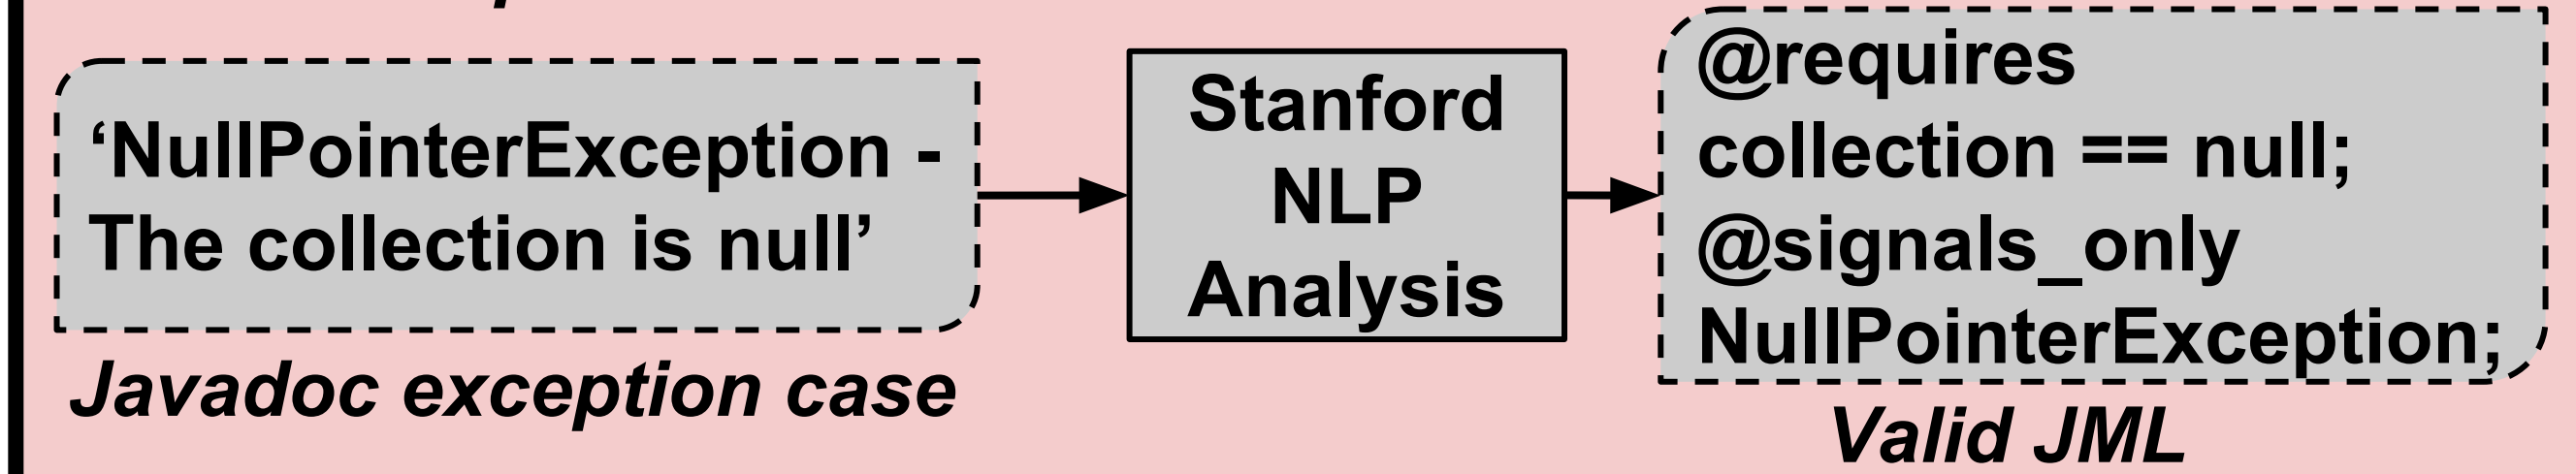 ‘NullPointerException -
The collection is null’
Javadoc exception case
Stanford
NLP
Analysis
@requires
collection == null;
@signals_only
NullPointerException;
Valid JML